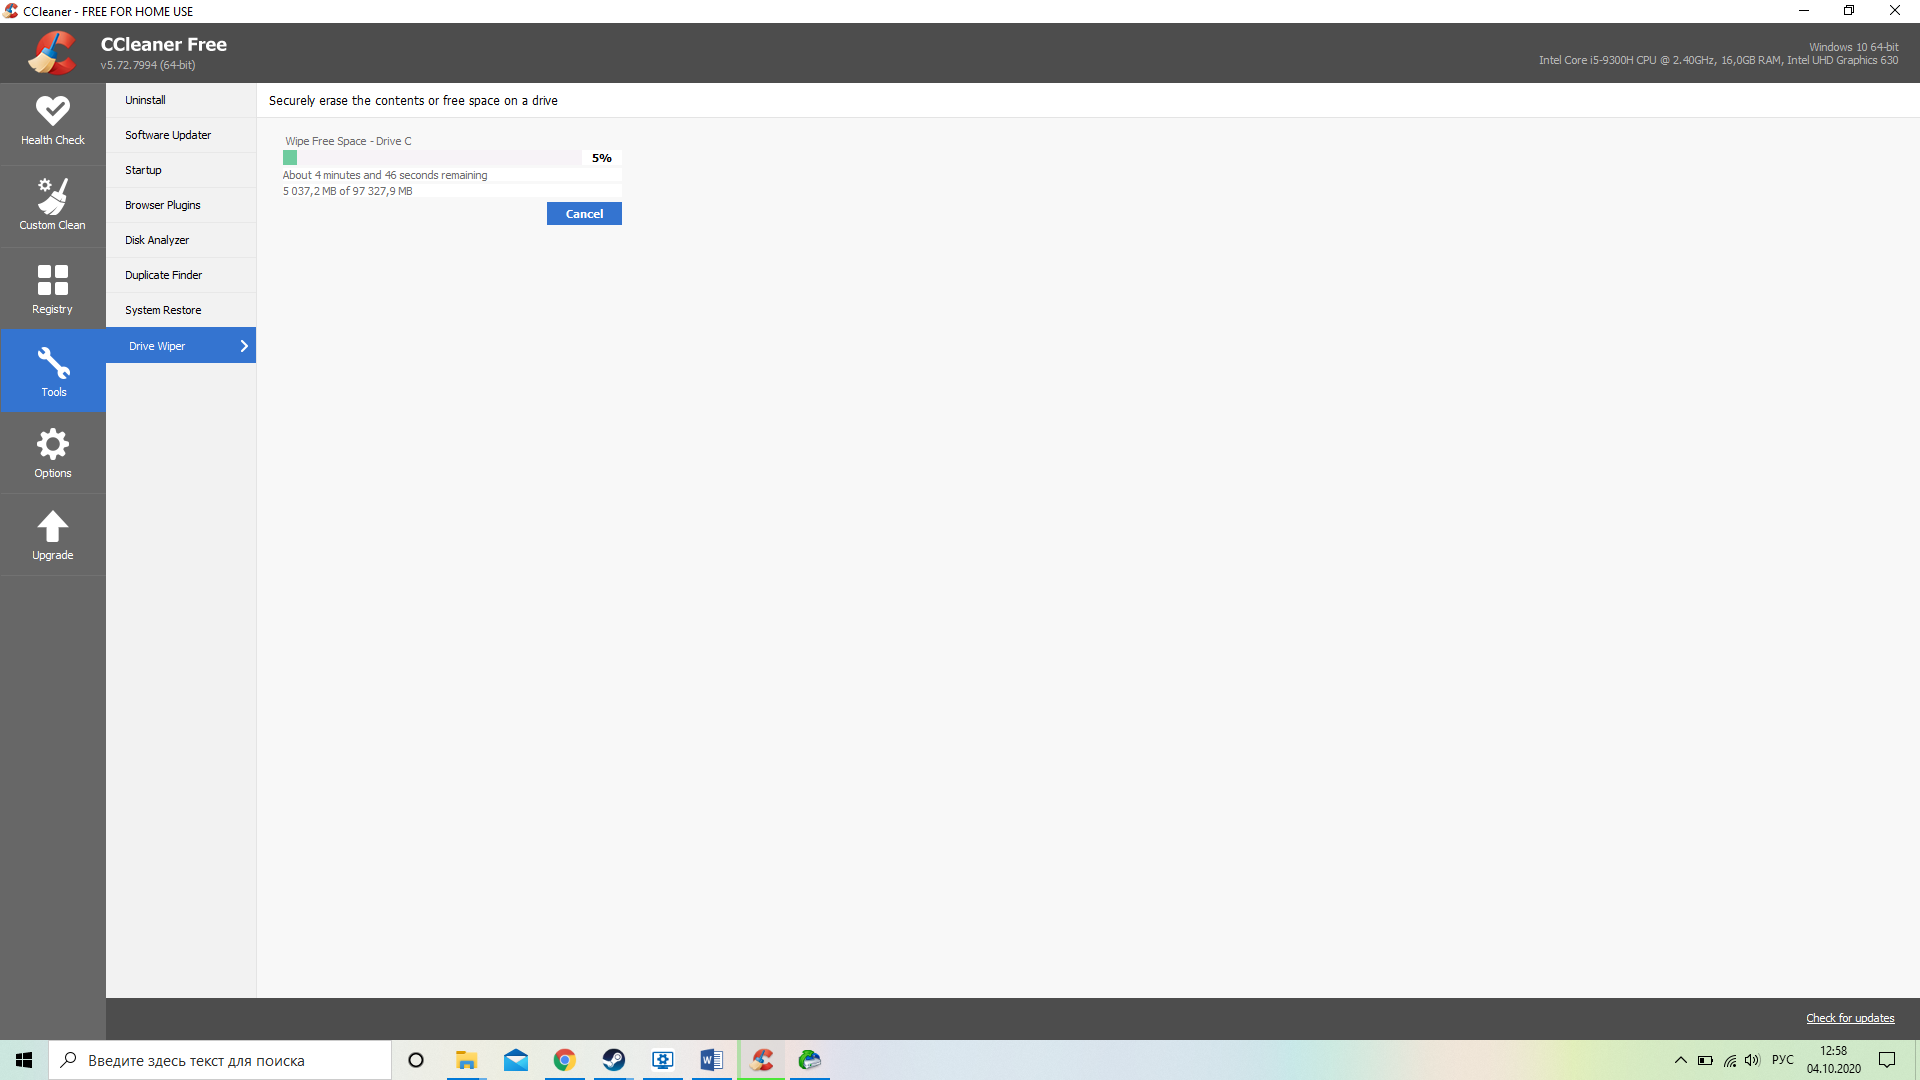 CCleaner - FREE FOR HOME USE
CCleaner Free
v5.72.7994 (64-bit)
Windows 10 64-bit
Intel Core i5-9300H CPU @ 2.40GHz, 16,0GB RAM, Intel UHD Graphics 630
Health Check
Custom Clean
Registry
Tools
Options
Upgrade
Uninstall
Software Updater
Startup
Browser Plugins
Disk Analyzer
Duplicate Finder
System Restore
Drive Wiper
Securely erase the contents or free space on a drive
Wipe Free Space - Drive C
5%
About 4 minutes and 46 seconds remaining
5 037,2 MB of 97 327,9 MB
Cancel
Check for updates
Введите здесь текст для поиска
РУС
12:58
04.10.2020